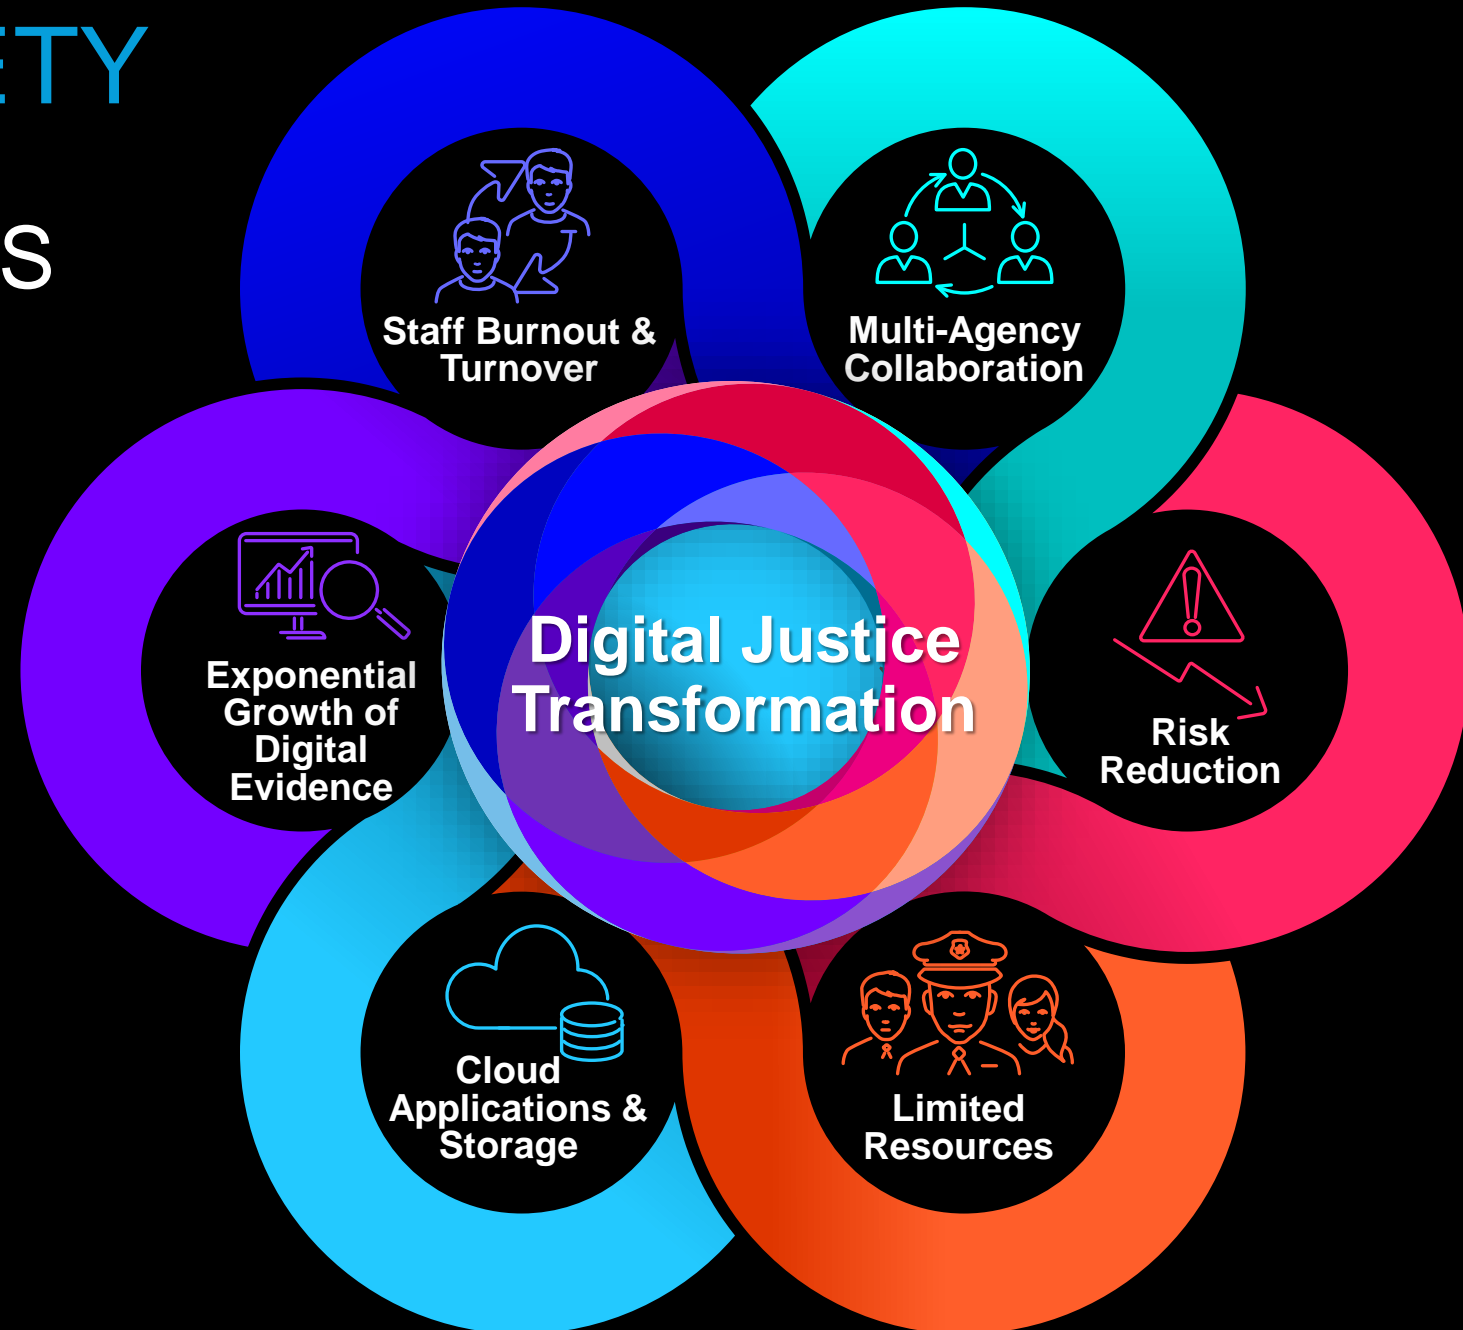 ETY
s
Staff Burnout &
Turnover
Multi-Agency
Collaboration
Exponential
Growth of
Digital
Evidence
Digital Justice
Transformation
Risk
Reduction
Cloud
Applications &
Storage
Limited
Resources